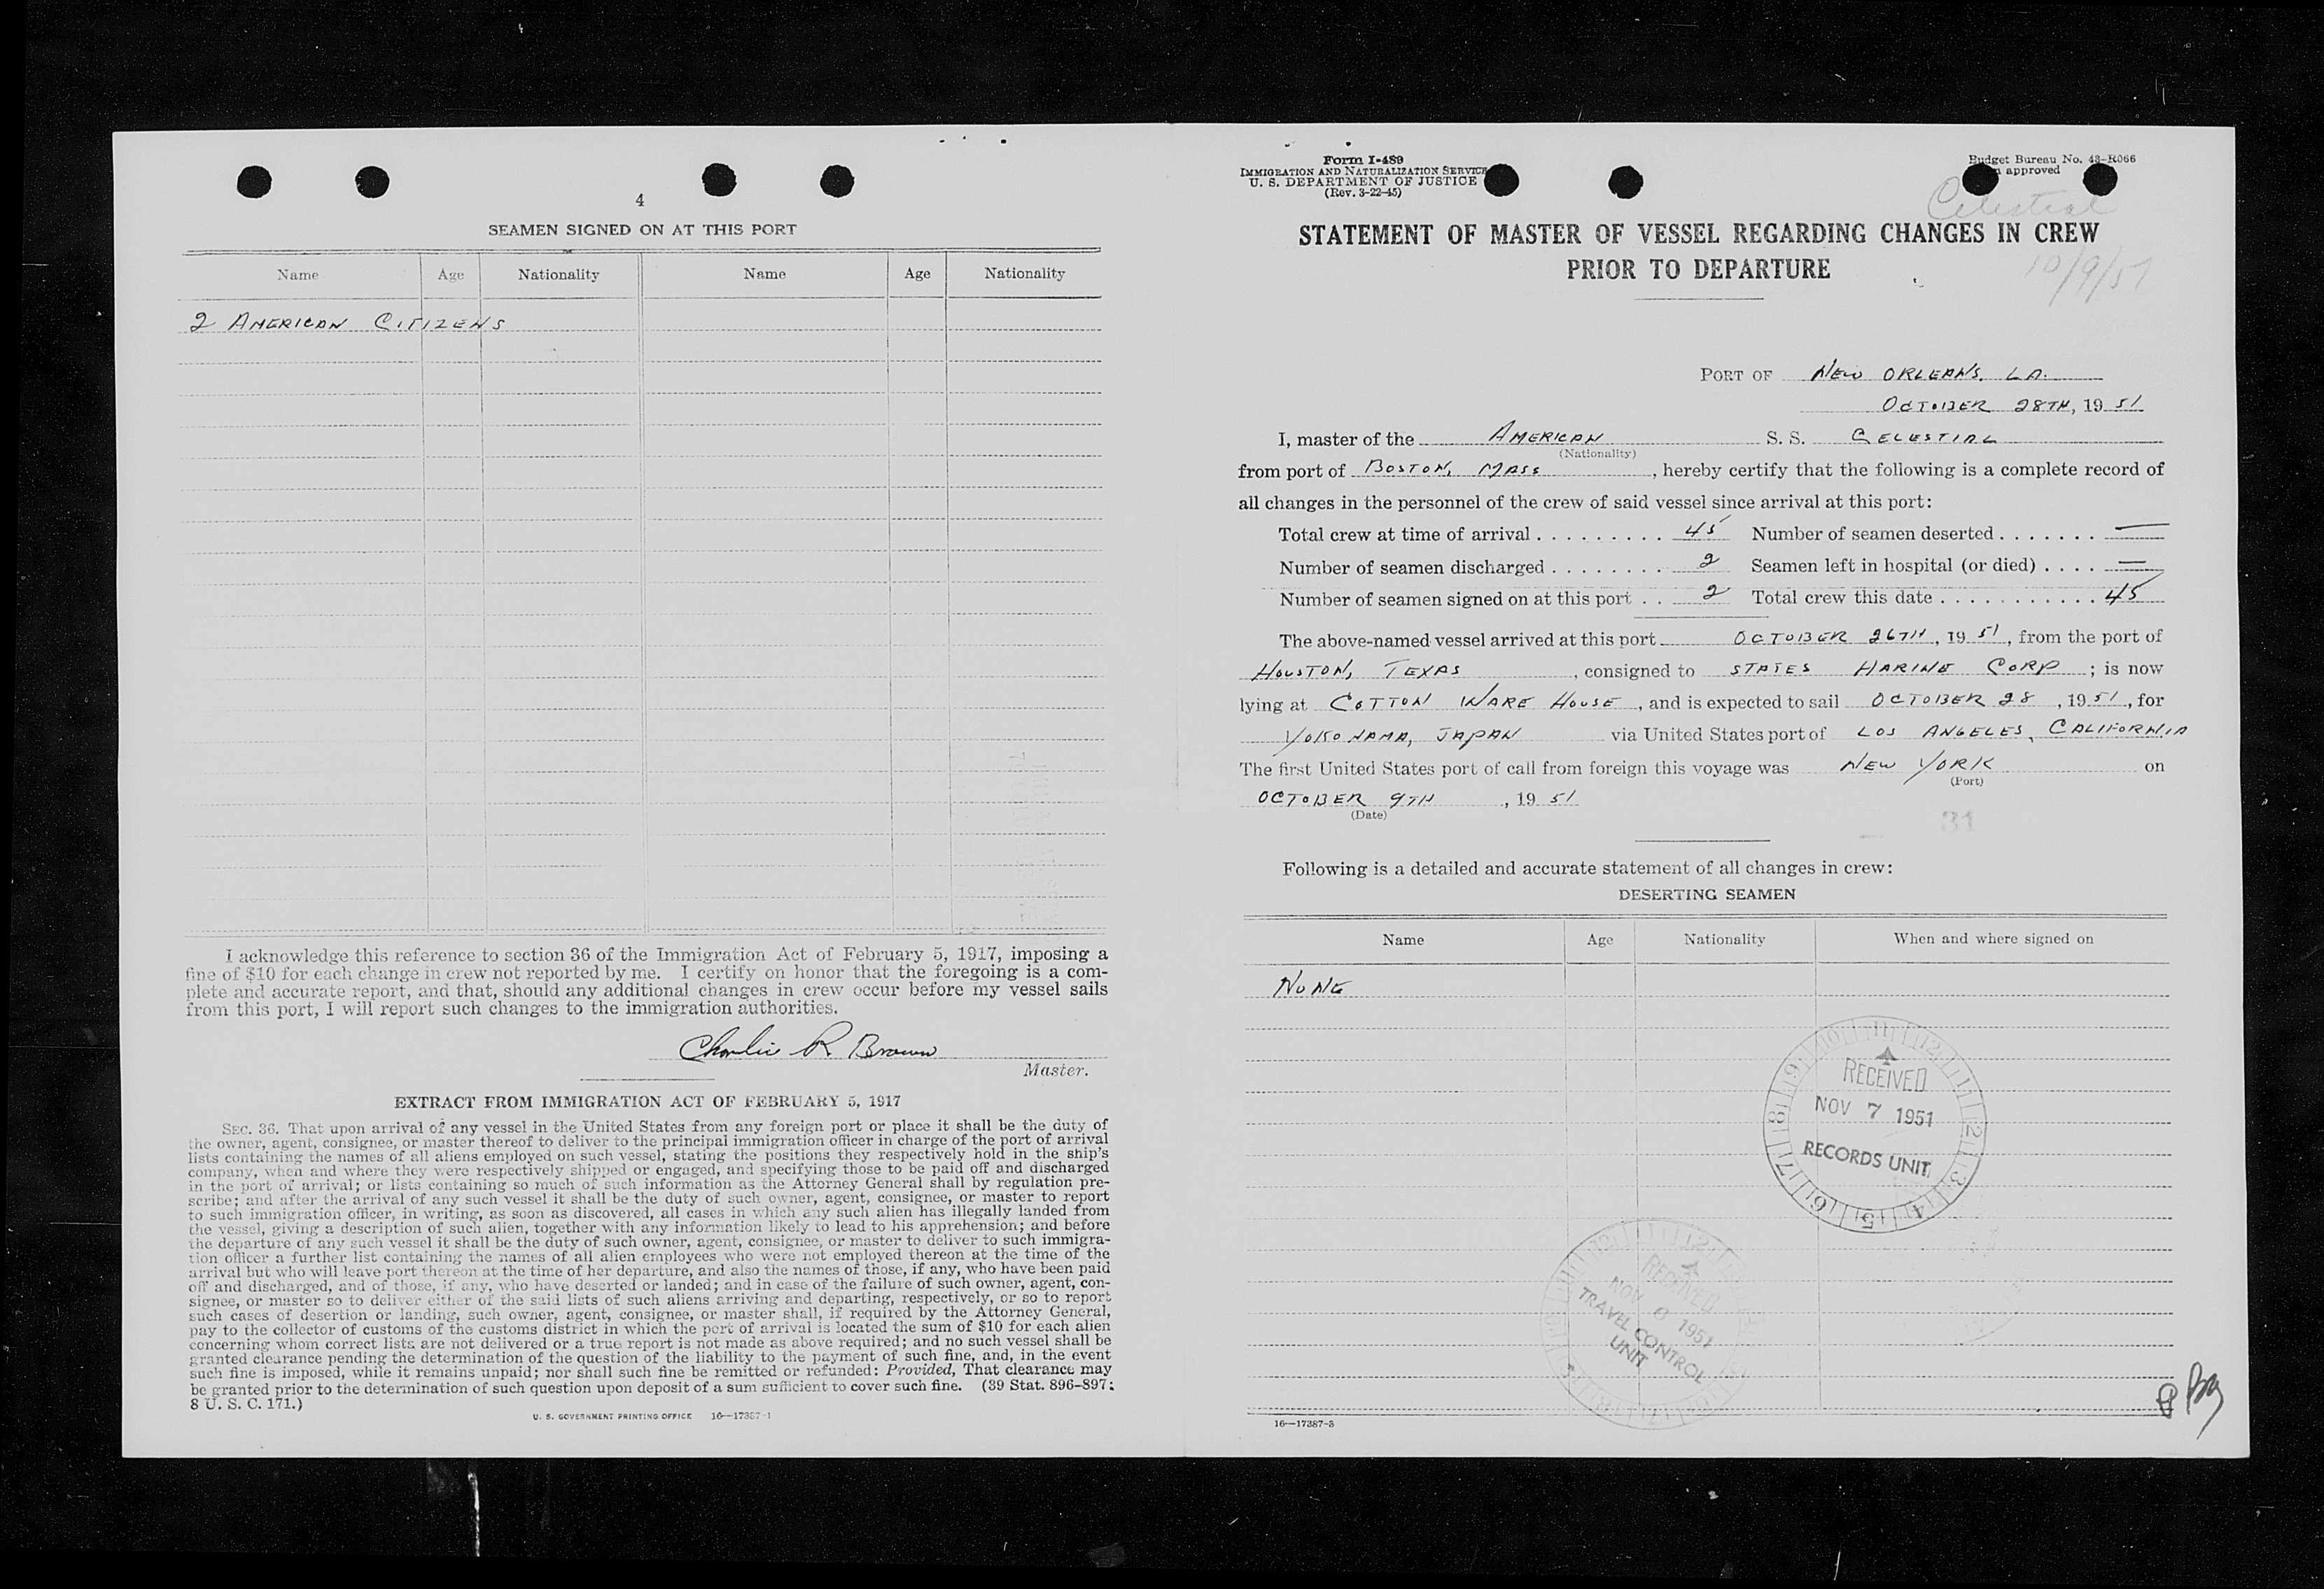 4
SEAMEN SIGNED ON AT THIS PORT
Name Age Nationality Name Age Nationality
2 AMERICAN CITIZENS
I acknowledge this reference to section 36 of the Immigration Act of February 5, 1917, imposing a
fine of $10 for each change in crew not reported by me. I certify on honor that the foregoing is a com-
plete and accurate report, and that, should any additional changes in crew occur before my vessel sails
from this port, I will report such changes to the immigration authorities.
Charlie R Brown
Master.
EXTRACT FROM IMMIGRATION ACT OF FEBRUARY 5, 1917
SEC. 36. That upon arrival of any vessel in the United States from any foreign port or place it shall be the duty of
the owner, agent, consignee, or master thereof to deliver to the principal immigration officer in charge of the port of arrival
lists containing the names of all aliens employed on such vessel, stating the positions they respectively hold in the ship's
company, when and where they were respectively shipped or engaged, and specifying those to be paid off and discharged
in the port of arrival; or lists containing so much of such information as the Attorney General shall by regulation pre-
scribe; and after the arrival of any such vessel it shall be the duty of such owner, agent, consignee, or master to report
to such immigration officer, in writing, as soon as discovered, all cases in which any such alien has illegally landed from
the vessel, giving a description of such alien, together with any information likely to lead to his apprehension; and before
the departure of any such vessel it shall be the duty of such owner, agent, consignee, or master to deliver to such immigra-
tion officer a further list containing the names of all alien employees who were not employed thereon at the time of the
arrival but who will leave port thereon at the time of her departure, and also the names of those, if any, who have been paid
off and discharged, and of those, if any, who have deserted or landed; and in case of the failure of such owner, agent, con-
signee, or master so to deliver either of the said lists of such aliens arriving and departing, respectively, or so to report
such cases of desertion or landing, such owner, agent, consignee, or master shall, if required by the Attorney General,
pay to the collector of customs of the customs district in which the port of arrival is located the sum of $10 for each alien
concerning whom correct lists are not delivered or a true report is not made as above required; and no such vessel shall be
granted clearance pending the determination of the question of the liability to the payment of such fine, and, in the event
such fine is imposed, while it remains unpaid; nor shall such fine be remitted or refunded: Provided, That clearance may
be granted prior to the determination of such question upon deposit of a sum sufficient to cover such fine. (39 Stat. 896-897;
8 U. S. C. 171.)
U. S. GOVERNMENT PRINTING OFFICE 16—17387-1
Form I-489
IMMIGRATION AND NATURALIZATION SERVICE
U. S. DEPARTMENT OF JUSTICE
(Rev. 3-22-45)
Budget Bureau No. 43-R066
approved
Celestial
STATEMENT OF MASTER OF VESSEL REGARDING CHANGES IN CREW
PRIOR TO DEPARTURE
10/9/51
PORT OF NEW ORLEANS, LA.
OCTOBER 28TH, 19 51
I, master of the AMERICAN S. S. CELESTIAL
(Nationality)
from port of BOSTON, MASS, hereby certify that the following is a complete record of
all changes in the personnel of the crew of said vessel since arrival at this port:
Total crew at time of arrival . . . . . . . . . 45 Number of seamen deserted . . . . . . . —
Number of seamen discharged . . . . . . . . 2 Seamen left in hospital (or died) . . . . —
Number of seamen signed on at this port . . 2 Total crew this date . . . . . . . . . . . . 45
The above-named vessel arrived at this port OCTOBER 26TH, 19 51, from the port of
HOUSTON, TEXAS, consigned to STATES MARINE CORP; is now
lying at COTTON WARE HOUSE, and is expected to sail OCTOBER 28, 19 51, for
YOKOHAMA, JAPAN via United States port of LOS ANGELES, CALIFORNIA
The first United States port of call from foreign this voyage was NEW YORK on
(Port)
OCTOBER 9TH, 19 51
(Date)
31
Following is a detailed and accurate statement of all changes in crew:
DESERTING SEAMEN
Name Age Nationality When and where signed on
NONE
RECEIVED
NOV 7 1951
RECORDS UNIT
RECEIVED
NOV 8 1951
TRAVEL CONTROL
UNIT
16—17387-3